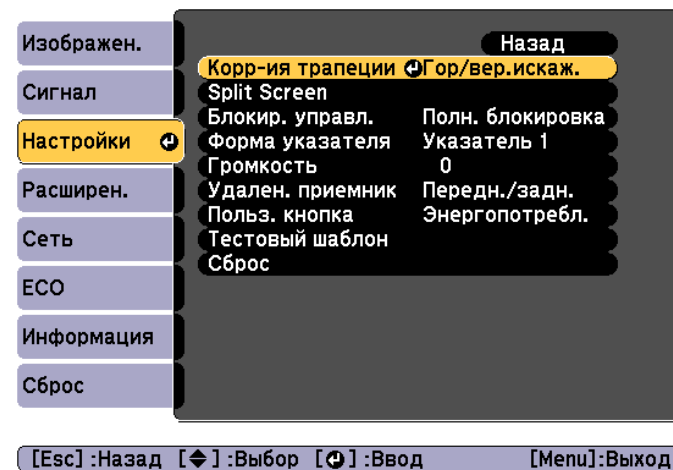 Изображен.
Сигнал
Настройки
Расширен.
Сеть
ECO
Информация
Сброс
Назад
Корр-ия трапеции Гор/вер.искаж.
Split Screen
Блокир. управл. Полн. блокировка
Форма указателя Указатель 1
Громкость 0
Удален. приемник Передн./задн.
Польз. кнопка Энергопотребл.
Тестовый шаблон
Сброс
[Esc] :Назад [◆] :Выбор [⏎] :Ввод [Menu]:Выход